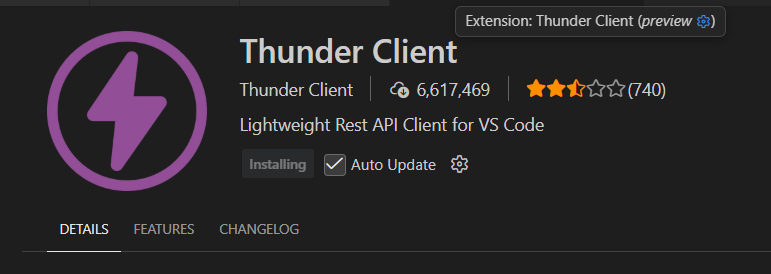 Extension: Thunder Client (preview)
Thunder Client
Thunder Client 6,617,469 (740)
Lightweight Rest API Client for VS Code
Installing Auto Update
DETAILS FEATURES CHANGELOG